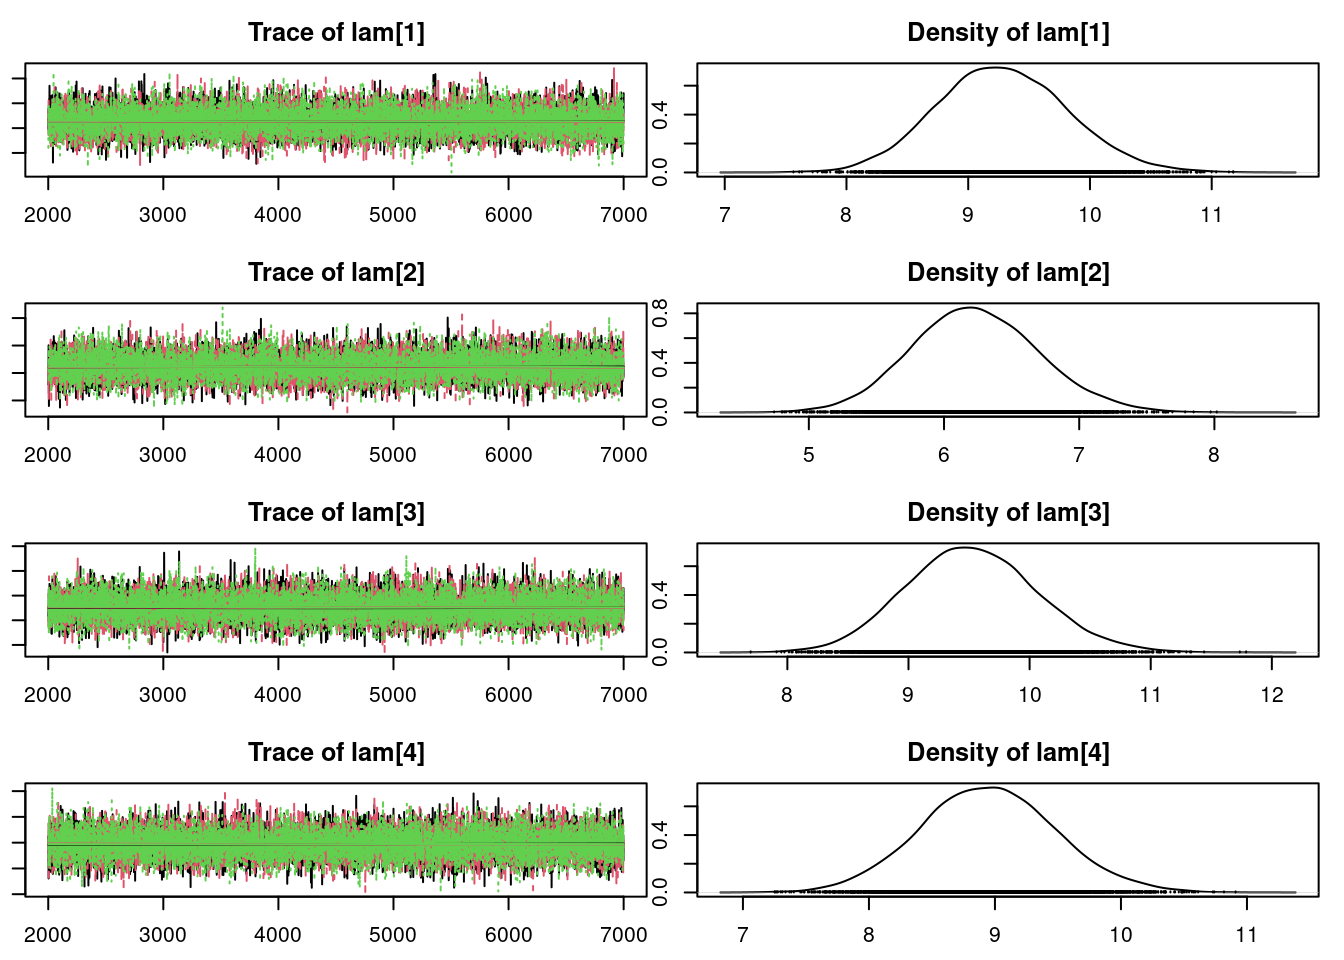 Trace of lam[1]
2000 3000 4000 5000 6000 7000
Density of lam[1]
0.0 0.4
7 8 9 10 11
Trace of lam[2]
2000 3000 4000 5000 6000 7000
Density of lam[2]
0.0 0.4 0.8
5 6 7 8
Trace of lam[3]
2000 3000 4000 5000 6000 7000
Density of lam[3]
0.0 0.4
8 9 10 11 12
Trace of lam[4]
2000 3000 4000 5000 6000 7000
Density of lam[4]
0.0 0.4
7 8 9 10 11